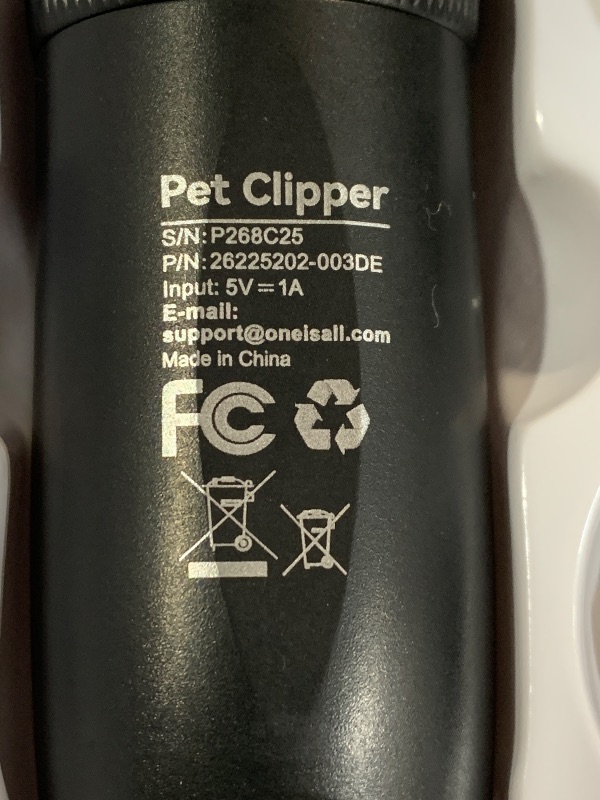 Pet Clipper
S/N: P268C25
P/N: 26225202-003DE
Input: 5V⎓1A
E-mail:
support@oneisall.com
Made in China
FC